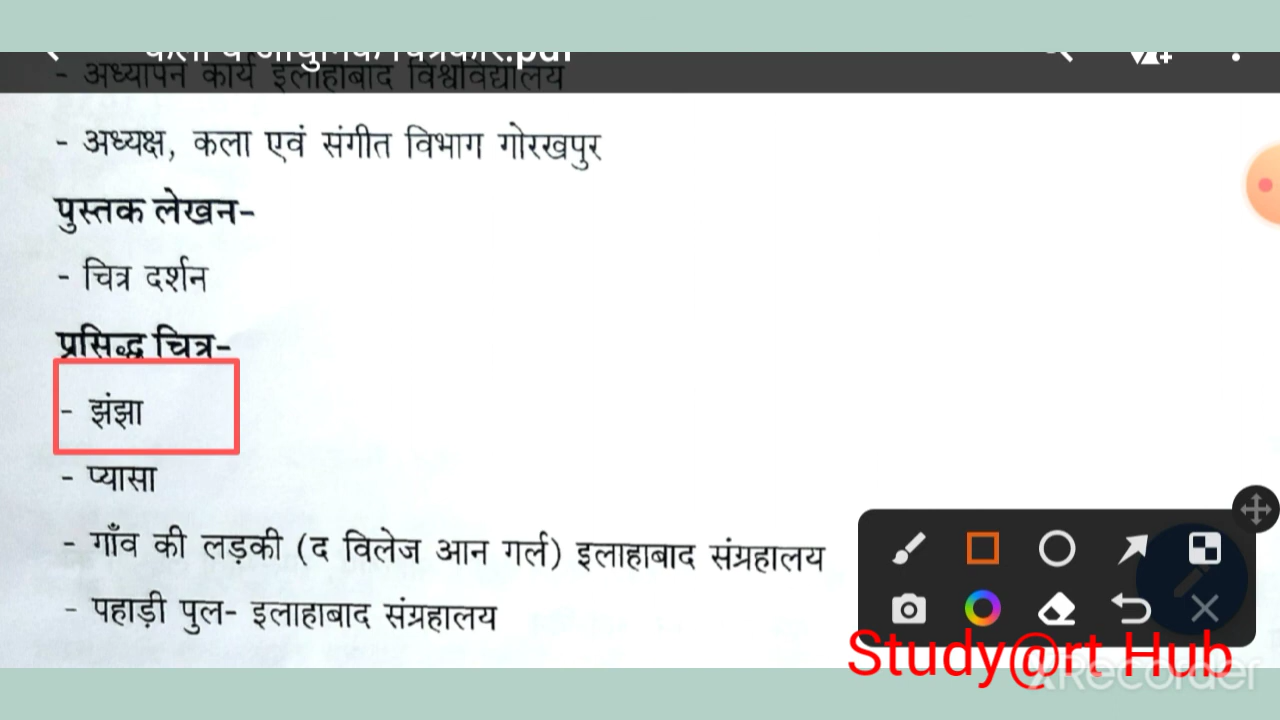 - अध्यापन कार्य इलाहाबाद विश्वविद्यालय
- अध्यक्ष, कला एवं संगीत विभाग गोरखपुर
पुस्तक लेखन-
- चित्र दर्शन
प्रसिद्ध चित्र-
- झंझा
- प्यासा
- गाँव की लड़की (द विलेज आन गर्ल) इलाहाबाद संग्रहालय
- पहाड़ी पुल- इलाहाबाद संग्रहालय
Study@rt Hub
XRecorder